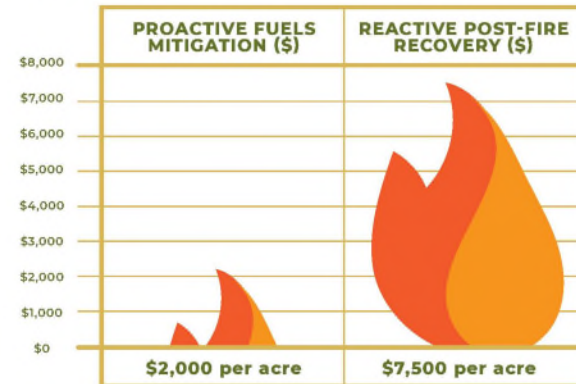 PROACTIVE FUELS
MITIGATION ($)
REACTIVE POST-FIRE
RECOVERY ($)
$8,000
$7,000
$6,000
$5,000
$4,000
$3,000
$2,000
$1,000
$0
$2,000 per acre
$7,500 per acre